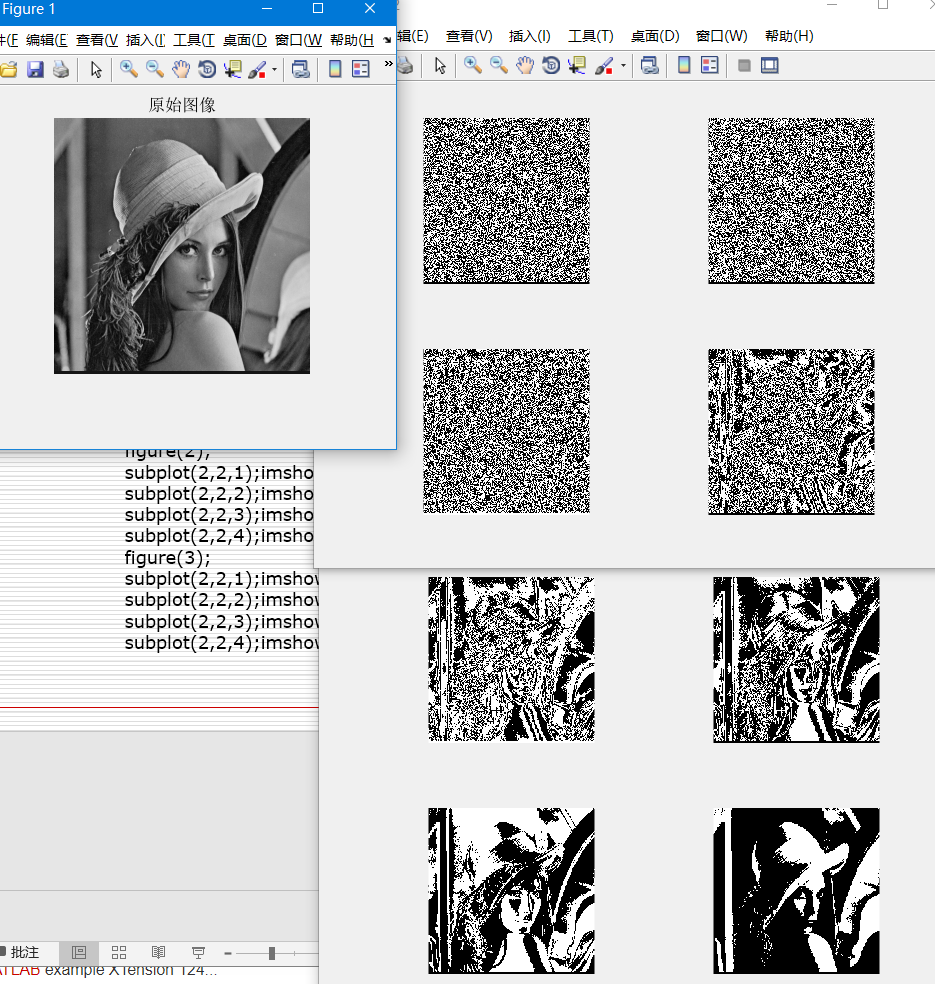 Figure 1
件(F 编辑(E 查看(V 插入(I 工具(T 桌面(D 窗口(W 帮助(H
编辑(E) 查看(V) 插入(I) 工具(T) 桌面(D) 窗口(W) 帮助(H)
原始图像
figure(2);
subplot(2,2,1);imsho
subplot(2,2,2);imsho
subplot(2,2,3);imsho
subplot(2,2,4);imsho
figure(3);
subplot(2,2,1);imshow
subplot(2,2,2);imshow
subplot(2,2,3);imshow
subplot(2,2,4);imshow
批注
ATLAB example XTension 124...